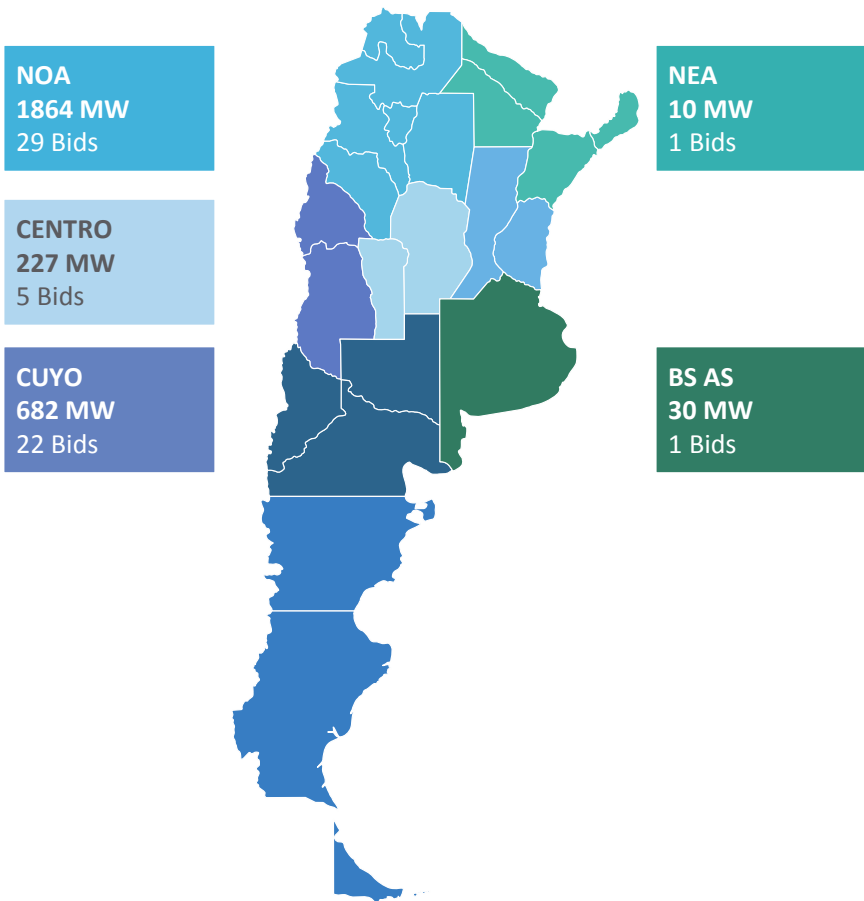 NOA
1864 MW
29 Bids
CENTRO
227 MW
5 Bids
CUYO
682 MW
22 Bids
NEA
10 MW
1 Bids
BS AS
30 MW
1 Bids